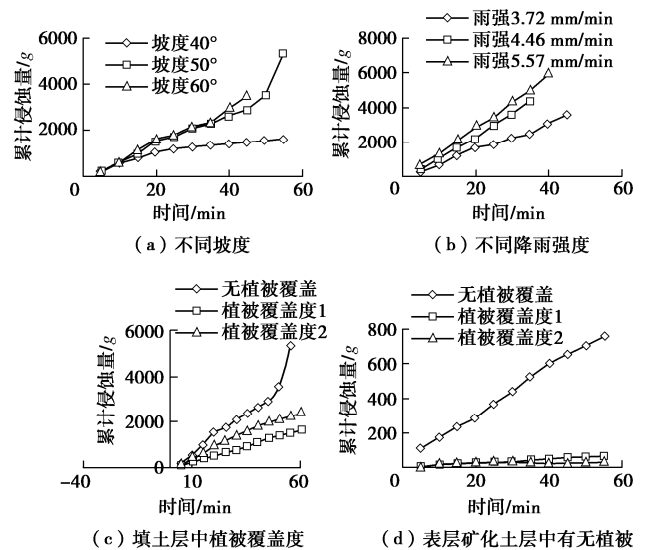 坡度40°
坡度50°
坡度60°
6000
4000
2000
0
20
40
60
累计侵蚀量/g
时间/min
(a)不同坡度
雨强3.72 mm/min
雨强4.46 mm/min
雨强5.57 mm/min
8000
6000
4000
2000
0
20
40
60
累计侵蚀量/g
时间/min
(b)不同降雨强度
无植被覆盖
植被覆盖度1
植被覆盖度2
6000
4000
2000
0
-40
10
60
累计侵蚀量/g
时间/min
(c)填土层中植被覆盖度
无植被覆盖
植被覆盖度1
植被覆盖度2
800
600
400
200
0
20
40
60
累计侵蚀量/g
时间/min
(d)表层矿化土层中有无植被